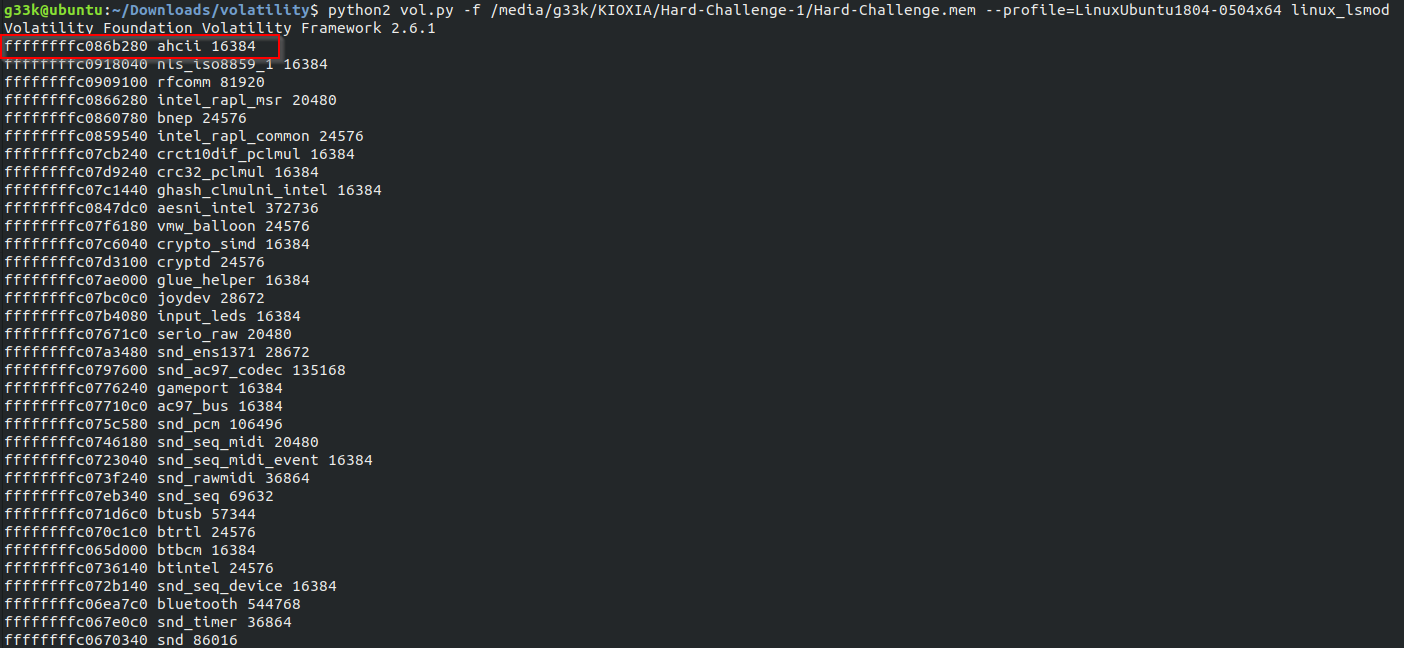 g33k@ubuntu:~/Downloads/volatility$ python2 vol.py -f /media/g33k/KIOXIA/Hard-Challenge-1/Hard-Challenge.mem --profile=LinuxUbuntu1804-0504x64 linux_lsmod
Volatility Foundation Volatility Framework 2.6.1
ffffffffc086b280 ahcii 16384
ffffffffc0918040 nls_iso8859_1 16384
ffffffffc0909100 rfcomm 81920
ffffffffc0866280 intel_rapl_msr 20480
ffffffffc0860780 bnep 24576
ffffffffc0859540 intel_rapl_common 24576
ffffffffc07cb240 crct10dif_pclmul 16384
ffffffffc07d9240 crc32_pclmul 16384
ffffffffc07c1440 ghash_clmulni_intel 16384
ffffffffc0847dc0 aesni_intel 372736
ffffffffc07f6180 vmw_balloon 24576
ffffffffc07c6040 crypto_simd 16384
ffffffffc07d3100 cryptd 24576
ffffffffc07ae000 glue_helper 16384
ffffffffc07bc0c0 joydev 28672
ffffffffc07b4080 input_leds 16384
ffffffffc07671c0 serio_raw 20480
ffffffffc07a3480 snd_ens1371 28672
ffffffffc0797600 snd_ac97_codec 135168
ffffffffc0776240 gameport 16384
ffffffffc07710c0 ac97_bus 16384
ffffffffc075c580 snd_pcm 106496
ffffffffc0746180 snd_seq_midi 20480
ffffffffc0723040 snd_seq_midi_event 16384
ffffffffc073f240 snd_rawmidi 36864
ffffffffc07eb340 snd_seq 69632
ffffffffc071d6c0 btusb 57344
ffffffffc070c1c0 btrtl 24576
ffffffffc065d000 btbcm 16384
ffffffffc0736140 btintel 24576
ffffffffc072b140 snd_seq_device 16384
ffffffffc06ea7c0 bluetooth 544768
ffffffffc067e0c0 snd_timer 36864
ffffffffc0670340 snd 86016